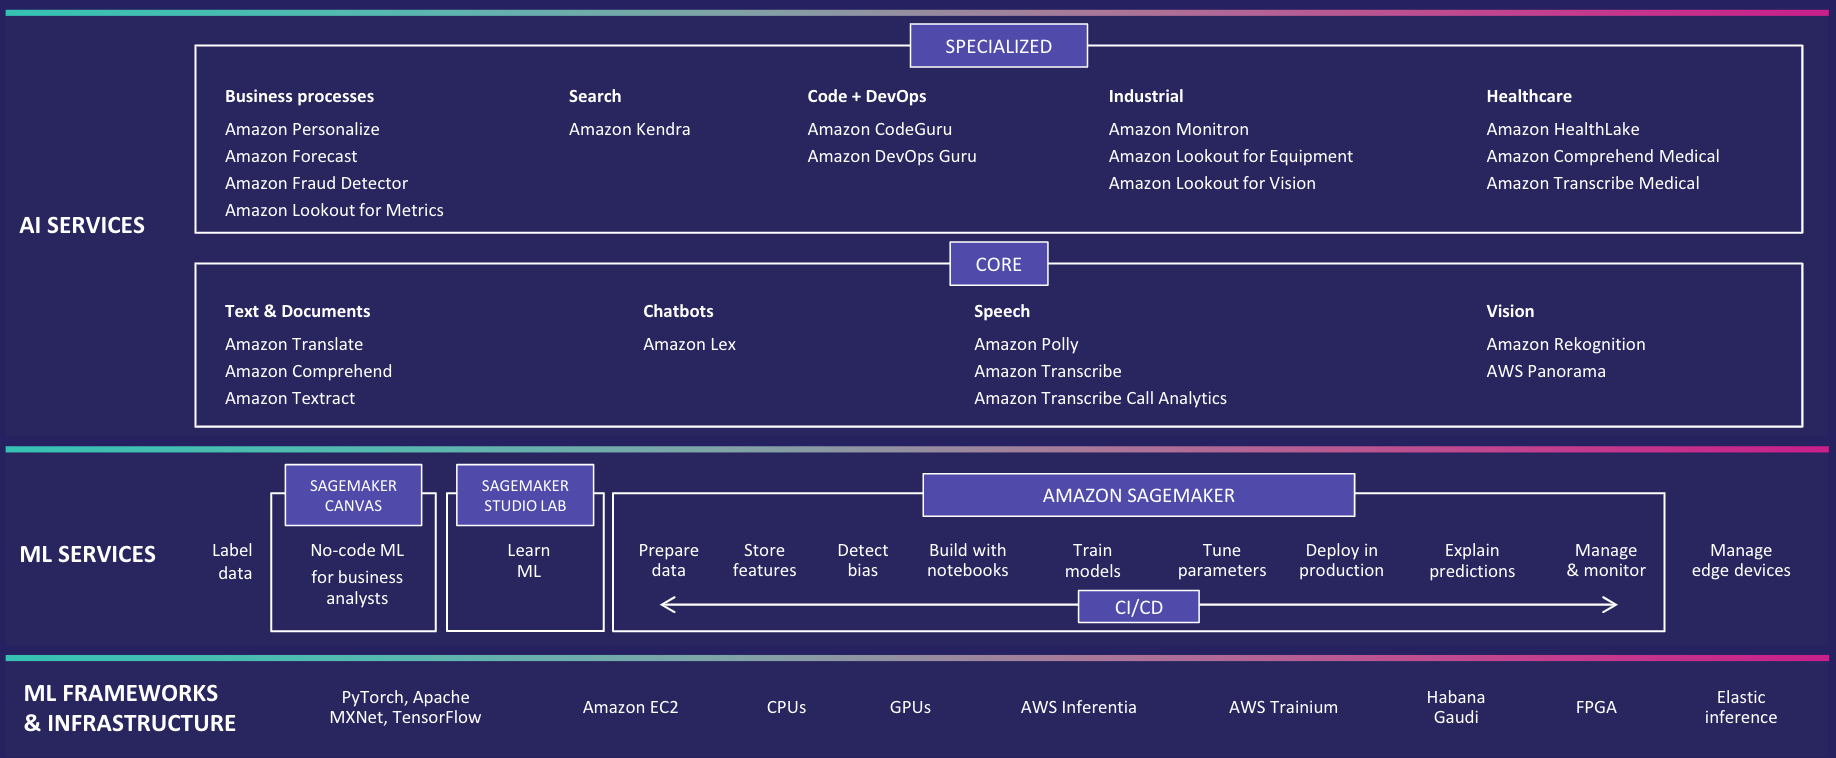 SPECIALIZED
Business processes
Amazon Personalize
Amazon Forecast
Amazon Fraud Detector
Amazon Lookout for Metrics
Search
Amazon Kendra
Code + DevOps
Amazon CodeGuru
Amazon DevOps Guru
Industrial
Amazon Monitron
Amazon Lookout for Equipment
Amazon Lookout for Vision
Healthcare
Amazon HealthLake
Amazon Comprehend Medical
Amazon Transcribe Medical
AI SERVICES
CORE
Text & Documents
Amazon Translate
Amazon Comprehend
Amazon Textract
Chatbots
Amazon Lex
Speech
Amazon Polly
Amazon Transcribe
Amazon Transcribe Call Analytics
Vision
Amazon Rekognition
AWS Panorama
ML SERVICES
Label
data
SAGEMAKER
CANVAS
No-code ML
for business
analysts
SAGEMAKER
STUDIO LAB
Learn
ML
AMAZON SAGEMAKER
Prepare
data
Store
features
Detect
bias
Build with
notebooks
Train
models
Tune
parameters
Deploy in
production
Explain
predictions
Manage
& monitor
CI/CD
Manage
edge devices
ML FRAMEWORKS
& INFRASTRUCTURE
PyTorch, Apache
MXNet, TensorFlow
Amazon EC2
CPUs
GPUs
AWS Inferentia
AWS Trainium
Habana
Gaudi
FPGA
Elastic
inference